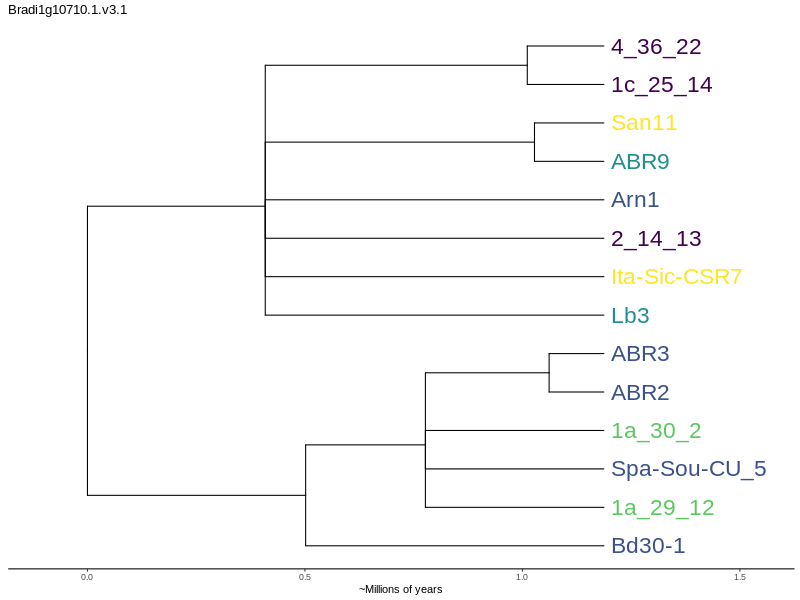 Bradi1g10710.1.v3.1
4_36_22
1c_25_14
San11
ABR9
Arn1
2_14_13
Ita-Sic-CSR7
Lb3
ABR3
ABR2
1a_30_2
Spa-Sou-CU_5
1a_29_12
Bd30-1
0.0 0.5 1.0 1.5
~Millions of years